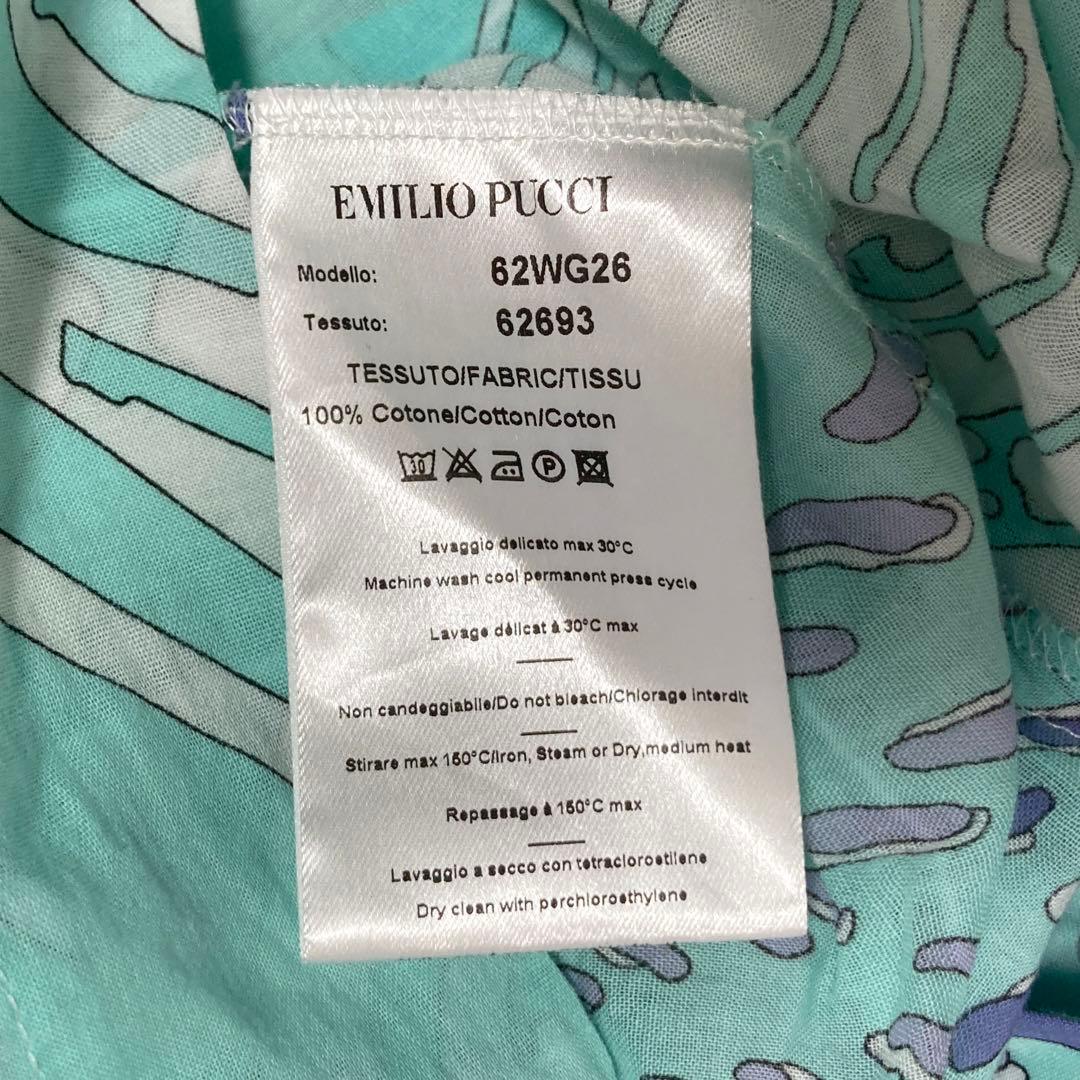 EMILIO PUCCI
Modello: 62WG26
Tessuto: 62693
TESSUTO/FABRIC/TISSU
100% Cotone/Cotton/Coton
30 P
Lavaggio delicato max 30°C
Machine wash cool permanent press cycle
Lavage délicat à 30°C max
Non candeggiabile/Do not bleach/Chlorage interdit
Stirare max 150°C/Iron, Steam or Dry,medium heat
Repassage à 150°C max
Lavaggio a secco con tetracloroetilene
Dry clean with perchloroethylene